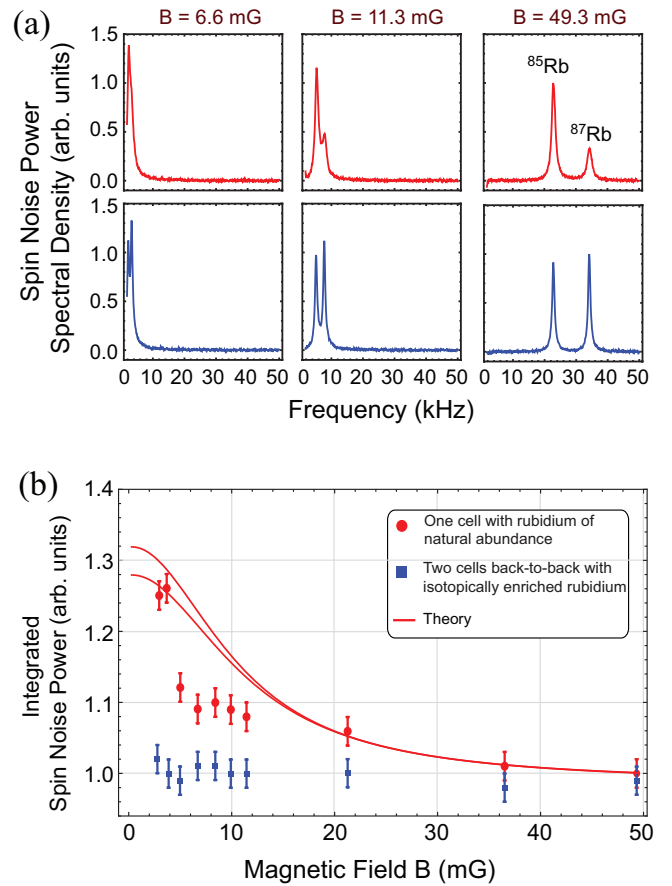 (a)
B = 6.6 mG
B = 11.3 mG
B = 49.3 mG
Spin Noise Power
Spectral Density (arb. units)
1.5
1.0
0.5
0.0
⁸⁵Rb
⁸⁷Rb
1.5
1.0
0.5
0.0
0 10 20 30 40 50
0 10 20 30 40 50
0 10 20 30 40 50
Frequency (kHz)
(b)
Integrated
Spin Noise Power (arb. units)
1.4
1.3
1.2
1.1
1.0
One cell with rubidium of
natural abundance
Two cells back-to-back with
isotopically enriched rubidium
Theory
0 10 20 30 40 50
Magnetic Field B (mG)